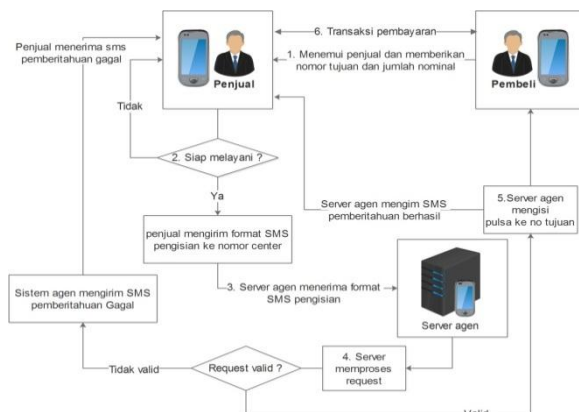 Penjual menerima sms
pemberitahuan gagal
6. Transaksi pembayaran
1. Menemui penjual dan memberikan
nomor tujuan dan jumlah nominal
Penjual
Pembeli
Tidak
2. Siap melayani ?
Ya
Server agen mengim SMS
pemberitahuan berhasil
5.Server agen
mengisi
pulsa ke no tujuan
penjual mengirim format SMS
pengisian ke nomor center
3. Server agen menerima format
SMS pengisian
Server agen
Sistem agen mengirim SMS
pemberitahuan Gagal
Tidak valid
Request valid ?
4. Server
memproses
request
Valid